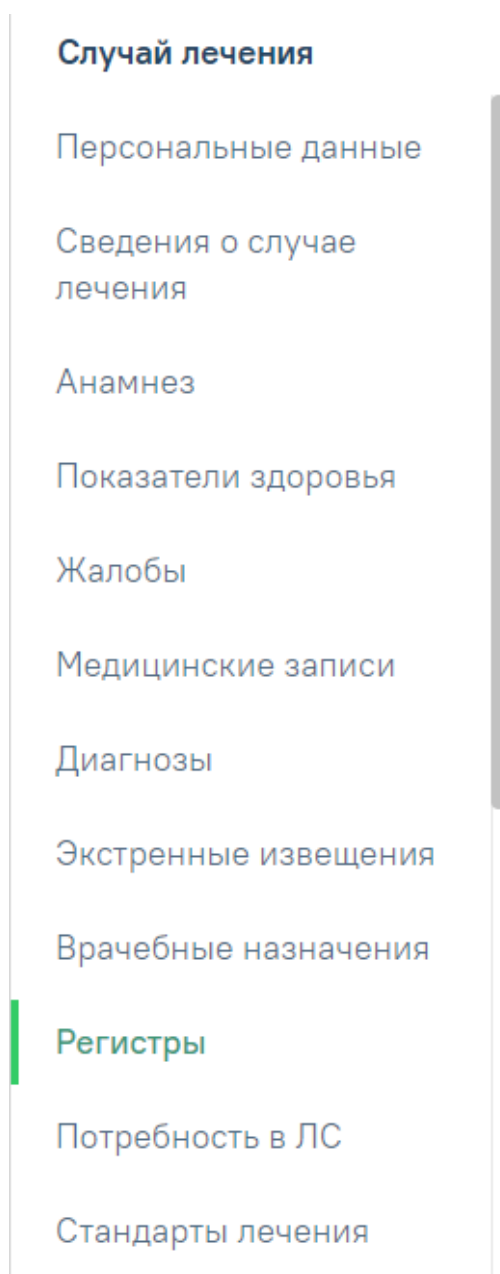 Случай лечения
Персональные данные
Сведения о случае
лечения
Анамнез
Показатели здоровья
Жалобы
Медицинские записи
Диагнозы
Экстренные извещения
Врачебные назначения
Регистры
Потребность в ЛС
Стандарты лечения